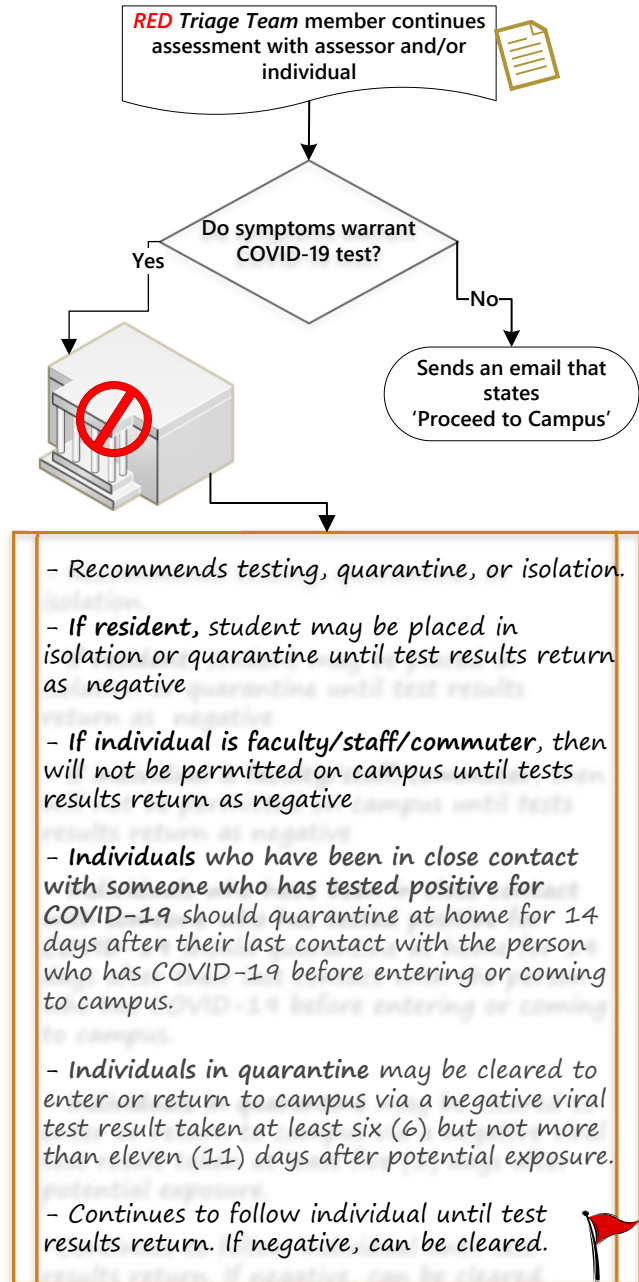 RED Triage Team member continues
assessment with assessor and/or
individual
Do symptoms warrant
COVID-19 test?
Yes
No
Sends an email that
states
'Proceed to Campus'
- Recommends testing, quarantine, or isolation.
- If resident, student may be placed in
isolation or quarantine until test results return
as negative
- If individual is faculty/staff/commuter, then
will not be permitted on campus until tests
results return as negative
- Individuals who have been in close contact
with someone who has tested positive for
COVID-19 should quarantine at home for 14
days after their last contact with the person
who has COVID-19 before entering or coming
to campus.
- Individuals in quarantine may be cleared to
enter or return to campus via a negative viral
test result taken at least six (6) but not more
than eleven (11) days after potential exposure.
- Continues to follow individual until test
results return. If negative, can be cleared.